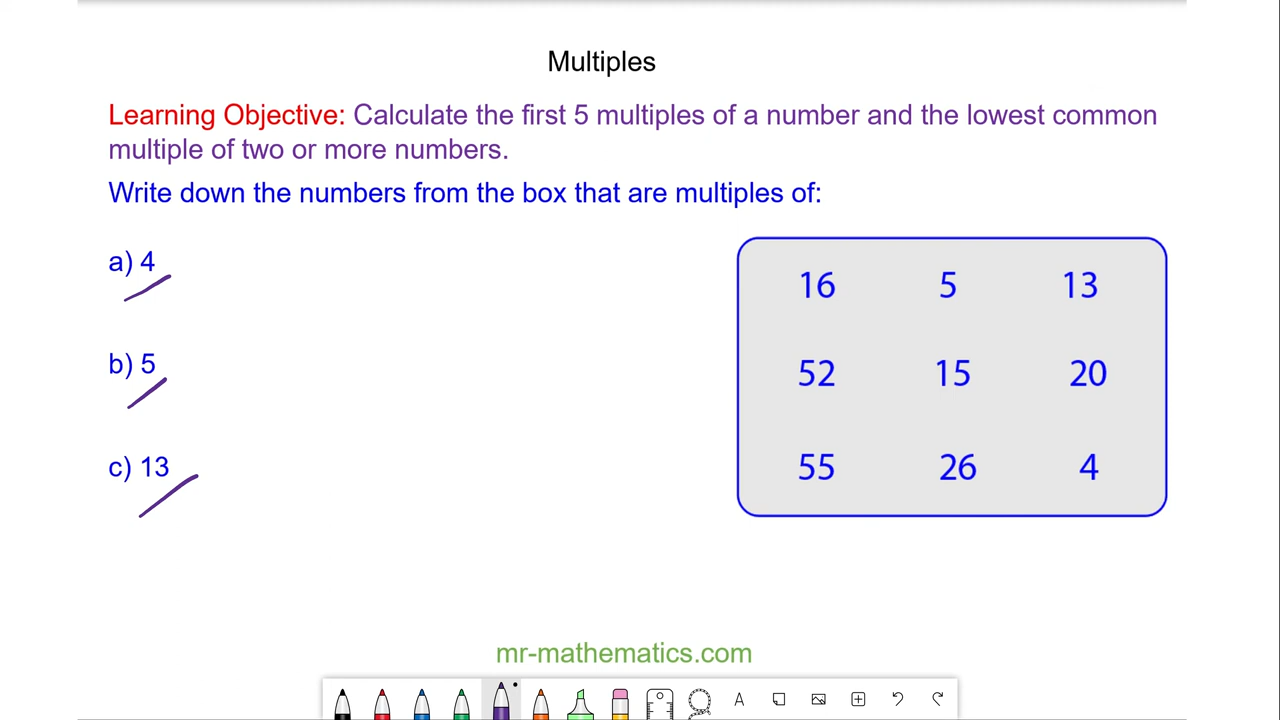 Multiples
Learning Objective: Calculate the first 5 multiples of a number and the lowest common
multiple of two or more numbers.
Write down the numbers from the box that are multiples of:
a) 4
b) 5
c) 13
16 5 13
52 15 20
55 26 4
mr-mathematics.com
A